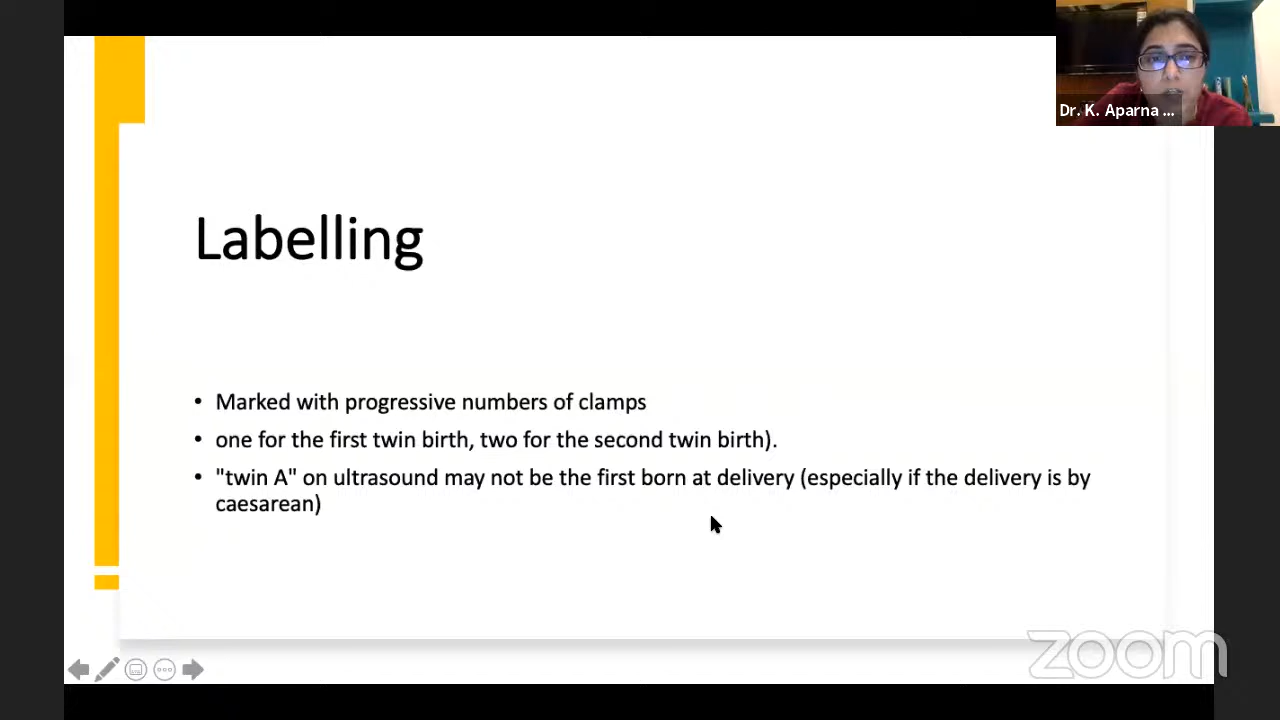 Dr. K. Aparna ...
Labelling
• Marked with progressive numbers of clamps
• one for the first twin birth, two for the second twin birth).
• "twin A" on ultrasound may not be the first born at delivery (especially if the delivery is by
caesarean)
zoom